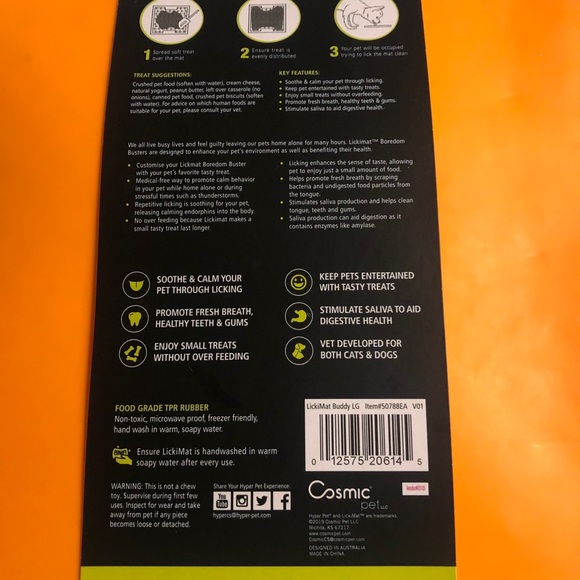 1 Spread soft treat
over the mat
2 Ensure treat is
evenly distributed
3 Your pet will be occupied
trying to lick the mat clean
TREAT SUGGESTIONS:
Crushed pet food (soften with water), cream cheese,
natural yogurt, peanut butter, left over casserole (no
onions), canned pet food, crushed pet biscuits (soften
with water). For advice on which human foods are
suitable for your pet, please consult your vet.
KEY FEATURES:
• Soothe & calm your pet through licking.
• Keep pet entertained with tasty treats.
• Enjoy small treats without overfeeding.
• Promote fresh breath, healthy teeth & gums.
• Stimulate saliva to aid digestive health.
We all live busy lives and feel guilty leaving our pets home alone for many hours. Lickimat™ Boredom
Busters are designed to enhance your pet's environment as well as benefiting their health.
• Customise your Lickmat Boredom Buster
with your pet's favorite tasty treat.
• Medical-free way to promote calm behavior
in your pet while home alone or during
stressful times such as thunderstorms.
• Repetitive licking is soothing for your pet,
releasing calming endorphins into the body.
• No over feeding because Lickimat makes a
small tasty treat last longer.
• Licking enhances the sense of taste, allowing
pet to enjoy just a small amount of food.
• Helps promote fresh breath by scraping
bacteria and undigested food particles from
the tongue.
• Stimulates saliva production and helps clean
tongue, teeth and gums.
• Saliva production can aid digestion as it
contains enzymes like amylase.
SOOTHE & CALM YOUR
PET THROUGH LICKING
KEEP PETS ENTERTAINED
WITH TASTY TREATS
PROMOTE FRESH BREATH,
HEALTHY TEETH & GUMS
STIMULATE SALIVA TO AID
DIGESTIVE HEALTH
ENJOY SMALL TREATS
WITHOUT OVER FEEDING
VET DEVELOPED FOR
BOTH CATS & DOGS
FOOD GRADE TPR RUBBER
Non-toxic, microwave proof, freezer friendly,
hand wash in warm, soapy water.
Ensure LickiMat is handwashed in warm
soapy water after every use.
WARNING: This is not a chew
toy. Supervise during first few
uses. Inspect for wear and take
away from pet if any piece
becomes loose or detached.
Share Your Hyper Pet Experience:
You
Tube
hypercs@hyper-pet.com
LickiMat Buddy LG Item#50788EA V01
0 12575 20614 5
Cosmic
pet LLC
Hyper Pet® and LickiMat™ are trademarks
©2019 Cosmic Pet LLC
Wichita, KS 67217
www.cosmicpet.com
CosmicCS@cosmicpet.com
DESIGNED IN AUSTRALIA
MADE IN CHINA